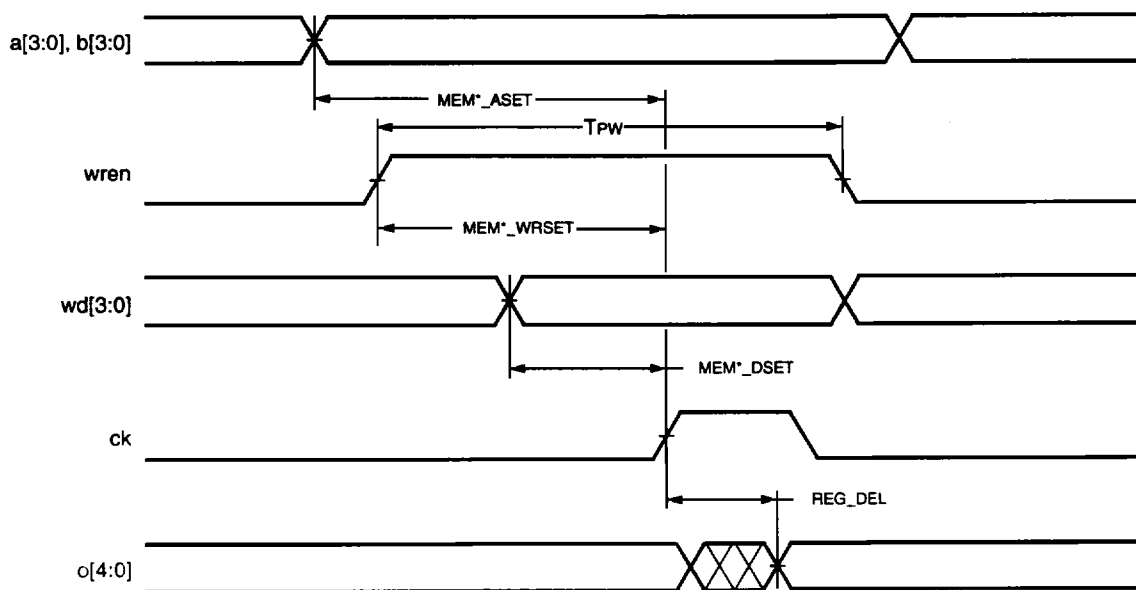 a[3:0], b[3:0]
MEM*_ASET
TPW
wren
MEM*_WRSET
wd[3:0]
MEM*_DSET
ck
REG_DEL
o[4:0]